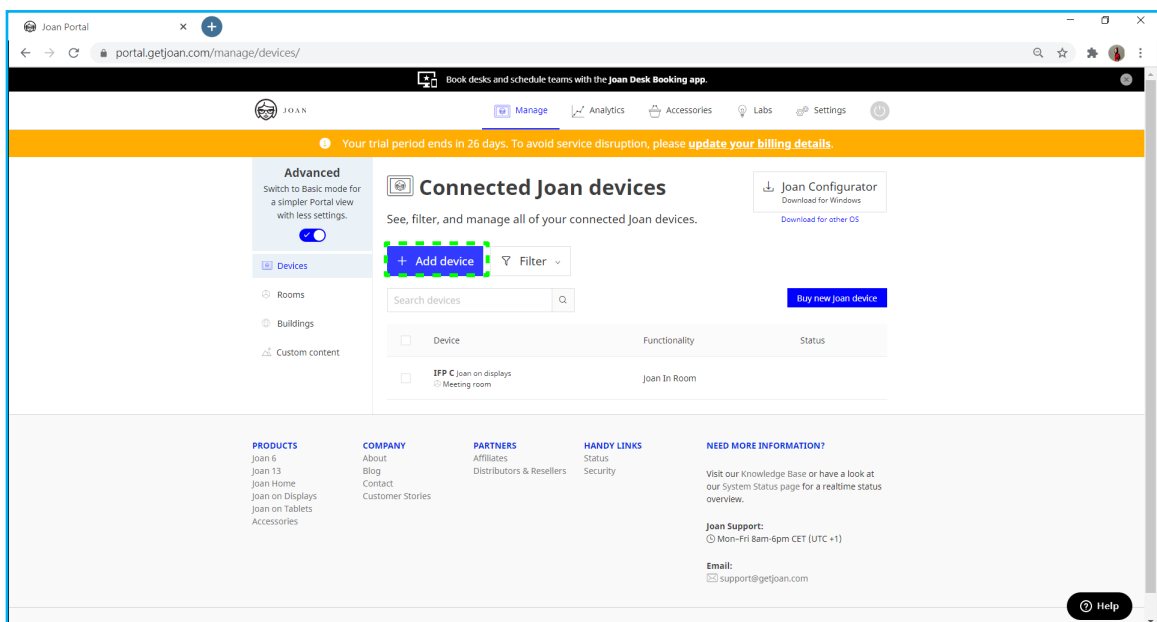 Joan Portal
portal.getjoan.com/manage/devices/
Book desks and schedule teams with the Joan Desk Booking app.
JOAN
Manage
Analytics
Accessories
Labs
Settings
Your trial period ends in 26 days. To avoid service disruption, please update your billing details.
Advanced
Switch to Basic mode for
a simpler Portal view
with less settings.
Devices
Rooms
Buildings
Custom content
Connected Joan devices
See, filter, and manage all of your connected Joan devices.
Joan Configurator
Download for Windows
Download for other OS
+ Add device
Filter
Search devices
Buy new Joan device
Device Functionality Status
IFP C Joan on displays
Meeting room
Joan In Room
PRODUCTS
Joan 6
Joan 13
Joan Home
Joan on Displays
Joan on Tablets
Accessories
COMPANY
About
Blog
Contact
Customer Stories
PARTNERS
Affiliates
Distributors & Resellers
HANDY LINKS
Status
Security
NEED MORE INFORMATION?
Visit our Knowledge Base or have a look at
our System Status page for a realtime status
overview.
Joan Support:
Mon–Fri 8am-6pm CET (UTC +1)
Email:
support@getjoan.com
Help